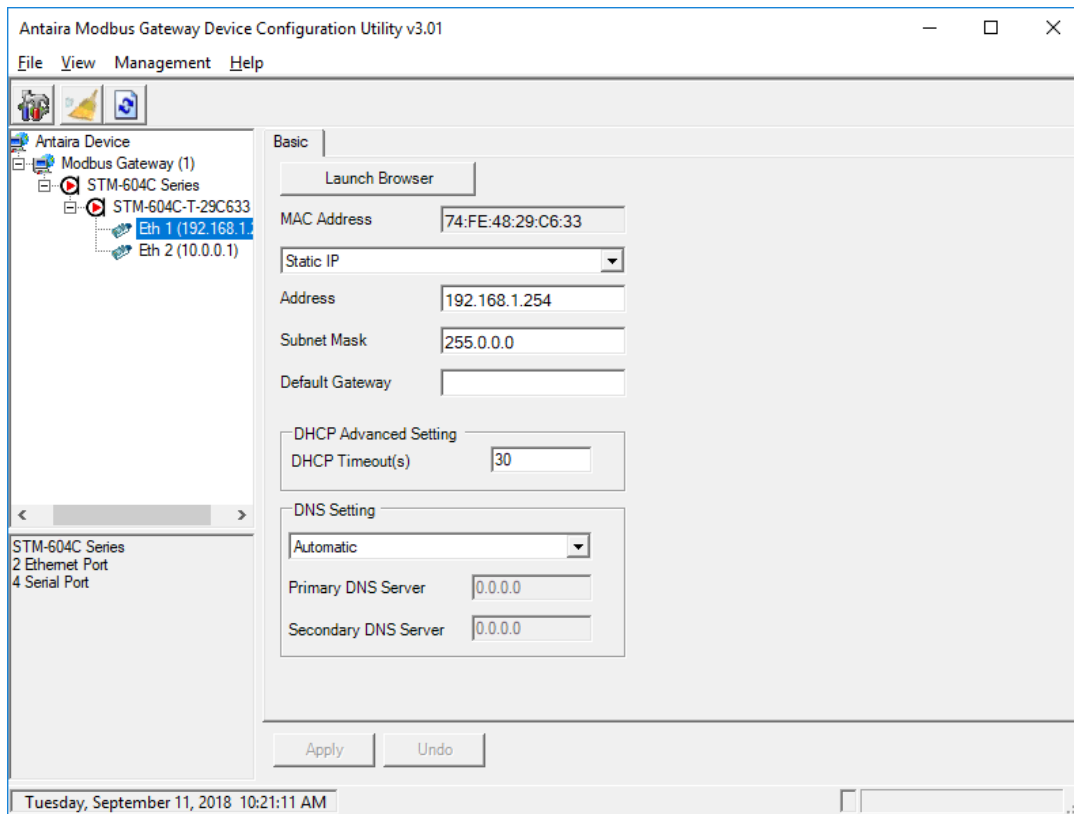 Antaira Modbus Gateway Device Configuration Utility v3.01
File View Management Help
Antaira Device
Modbus Gateway (1)
STM-604C Series
STM-604C-T-29C633
Eth 1 (192.168.1.2
Eth 2 (10.0.0.1)
STM-604C Series
2 Ethernet Port
4 Serial Port
Basic
Launch Browser
MAC Address 74:FE:48:29:C6:33
Static IP
Address 192.168.1.254
Subnet Mask 255.0.0.0
Default Gateway
DHCP Advanced Setting
DHCP Timeout(s) 30
DNS Setting
Automatic
Primary DNS Server 0.0.0.0
Secondary DNS Server 0.0.0.0
Apply Undo
Tuesday, September 11, 2018 10:21:11 AM